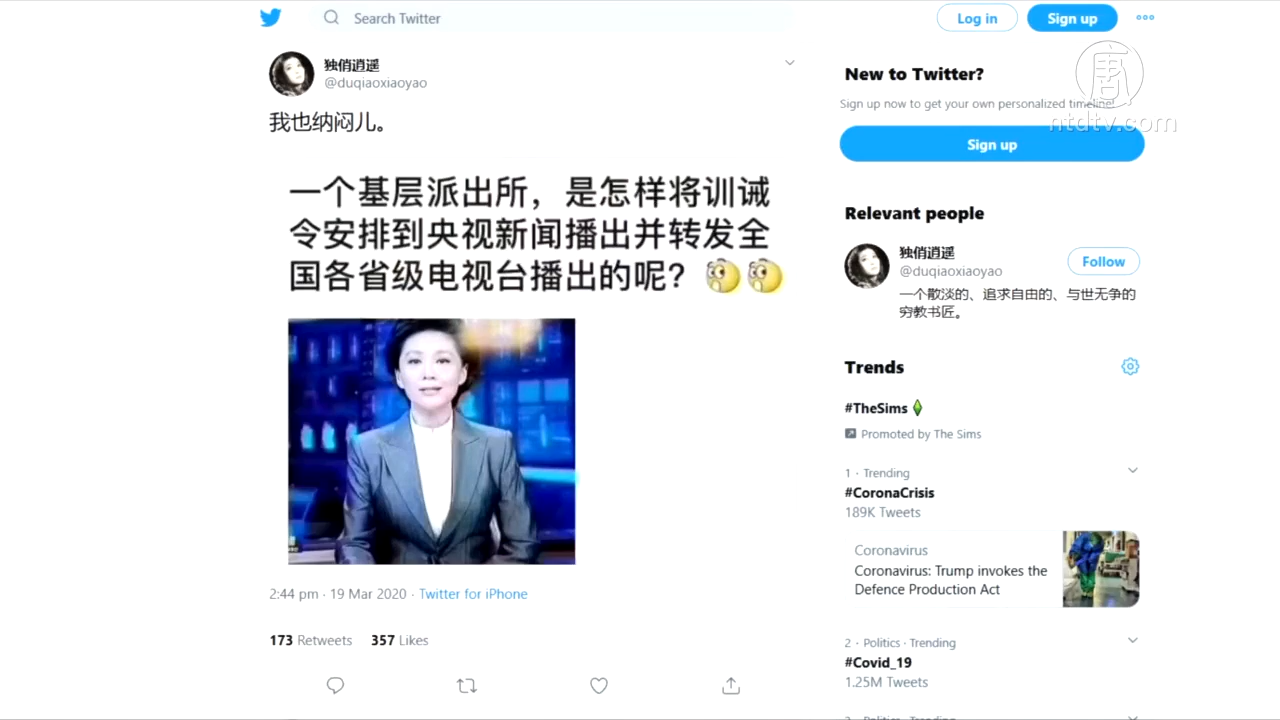 Search Twitter
Log in
Sign up
独俏逍遥
@duqiaoxiaoyao
我也纳闷儿。
一个基层派出所，是怎样将训诫
令安排到央视新闻播出并转发全
国各省级电视台播出的呢？
2:44 pm · 19 Mar 2020 · Twitter for iPhone
173 Retweets 357 Likes
New to Twitter?
Sign up now to get your own personalized timeline!
Sign up
唐
ntdtv.com
Relevant people
独俏逍遥
@duqiaoxiaoyao
Follow
一个散淡的、追求自由的、与世无争的
穷教书匠。
Trends
#TheSims
Promoted by The Sims
1 · Trending
#CoronaCrisis
189K Tweets
Coronavirus
Coronavirus: Trump invokes the
Defence Production Act
2 · Politics · Trending
#Covid_19
1.25M Tweets